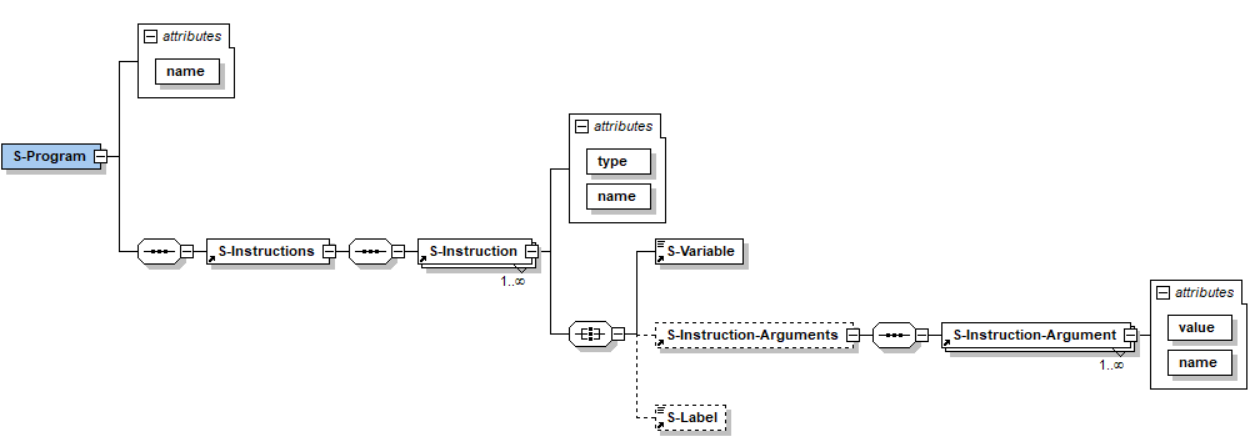 attributes
name
S-Program
attributes
type
name
S-Instructions
S-Instruction
1..∞
S-Variable
attributes
S-Instruction-Arguments
S-Instruction-Argument
value
1..∞
name
S-Label